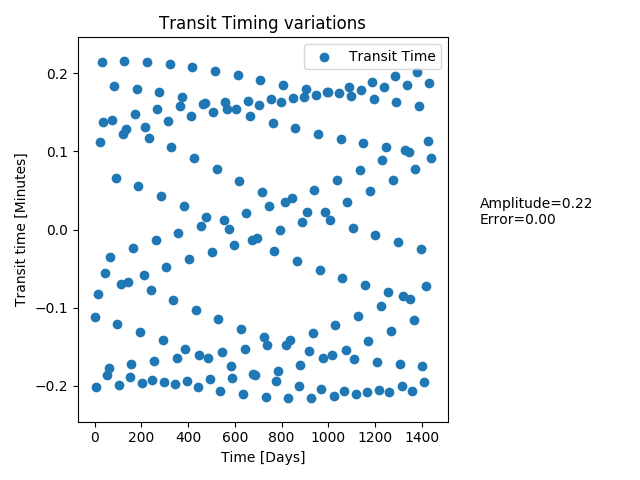 Transit Timing variations
Transit Time
0.2
0.1
0.0
−0.1
−0.2
Transit time [Minutes]
0
200
400
600
800
1000
1200
1400
Time [Days]
Amplitude=0.22
Error=0.00